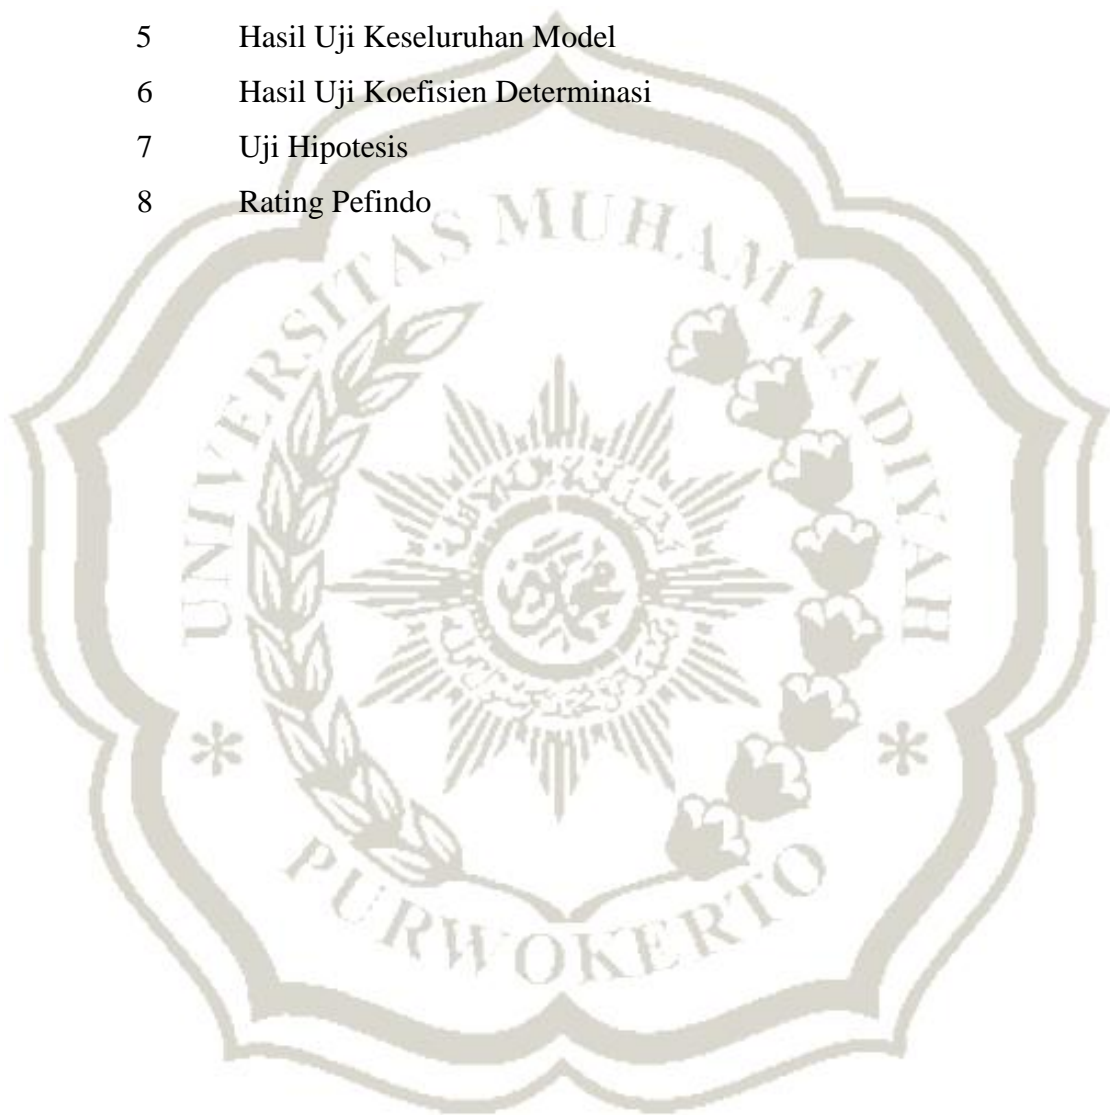 5 Hasil Uji Keseluruhan Model
6 Hasil Uji Koefisien Determinasi
7 Uji Hipotesis
8 Rating Pefindo
UNIVERSITAS MUHAMMADIYAH
PURWOKERTO